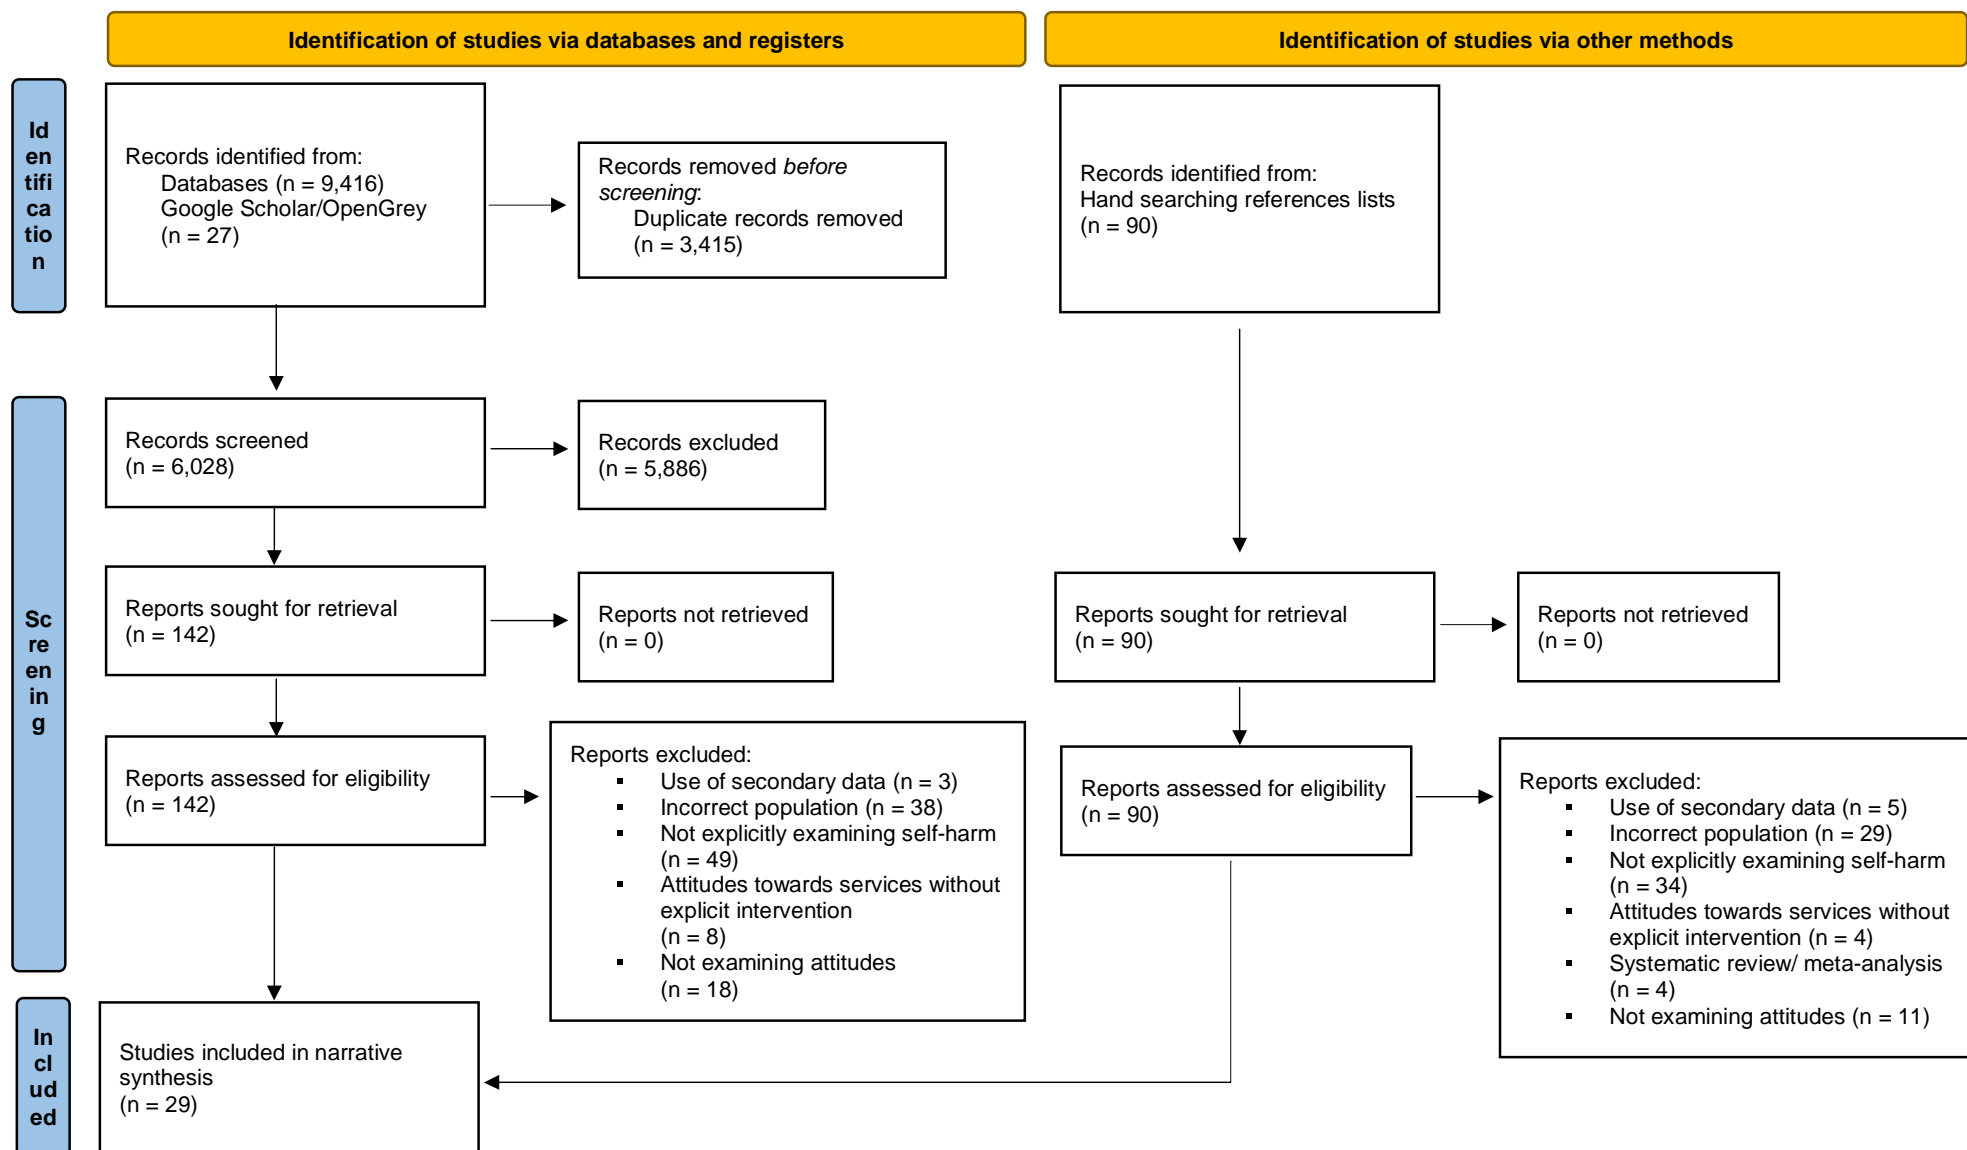 Identification of studies via databases and registers
Identification of studies via other methods
Id
en
tifi
ca
tio
n
Records identified from:
Databases (n = 9,416)
Google Scholar/OpenGrey
(n = 27)
Records removed before
screening:
Duplicate records removed
(n = 3,415)
Records identified from:
Hand searching references lists
(n = 90)
Sc
re
en
in
g
Records screened
(n = 6,028)
Records excluded
(n = 5,886)
Reports sought for retrieval
(n = 142)
Reports not retrieved
(n = 0)
Reports sought for retrieval
(n = 90)
Reports not retrieved
(n = 0)
Reports assessed for eligibility
(n = 142)
Reports excluded:
▪ Use of secondary data (n = 3)
▪ Incorrect population (n = 38)
▪ Not explicitly examining self-harm
(n = 49)
▪ Attitudes towards services without
explicit intervention
(n = 8)
▪ Not examining attitudes
(n = 18)
Reports assessed for eligibility
(n = 90)
Reports excluded:
▪ Use of secondary data (n = 5)
▪ Incorrect population (n = 29)
▪ Not explicitly examining self-harm
(n = 34)
▪ Attitudes towards services without
explicit intervention (n = 4)
▪ Systematic review/ meta-analysis
(n = 4)
▪ Not examining attitudes (n = 11)
In
cl
ud
ed
Studies included in narrative
synthesis
(n = 29)